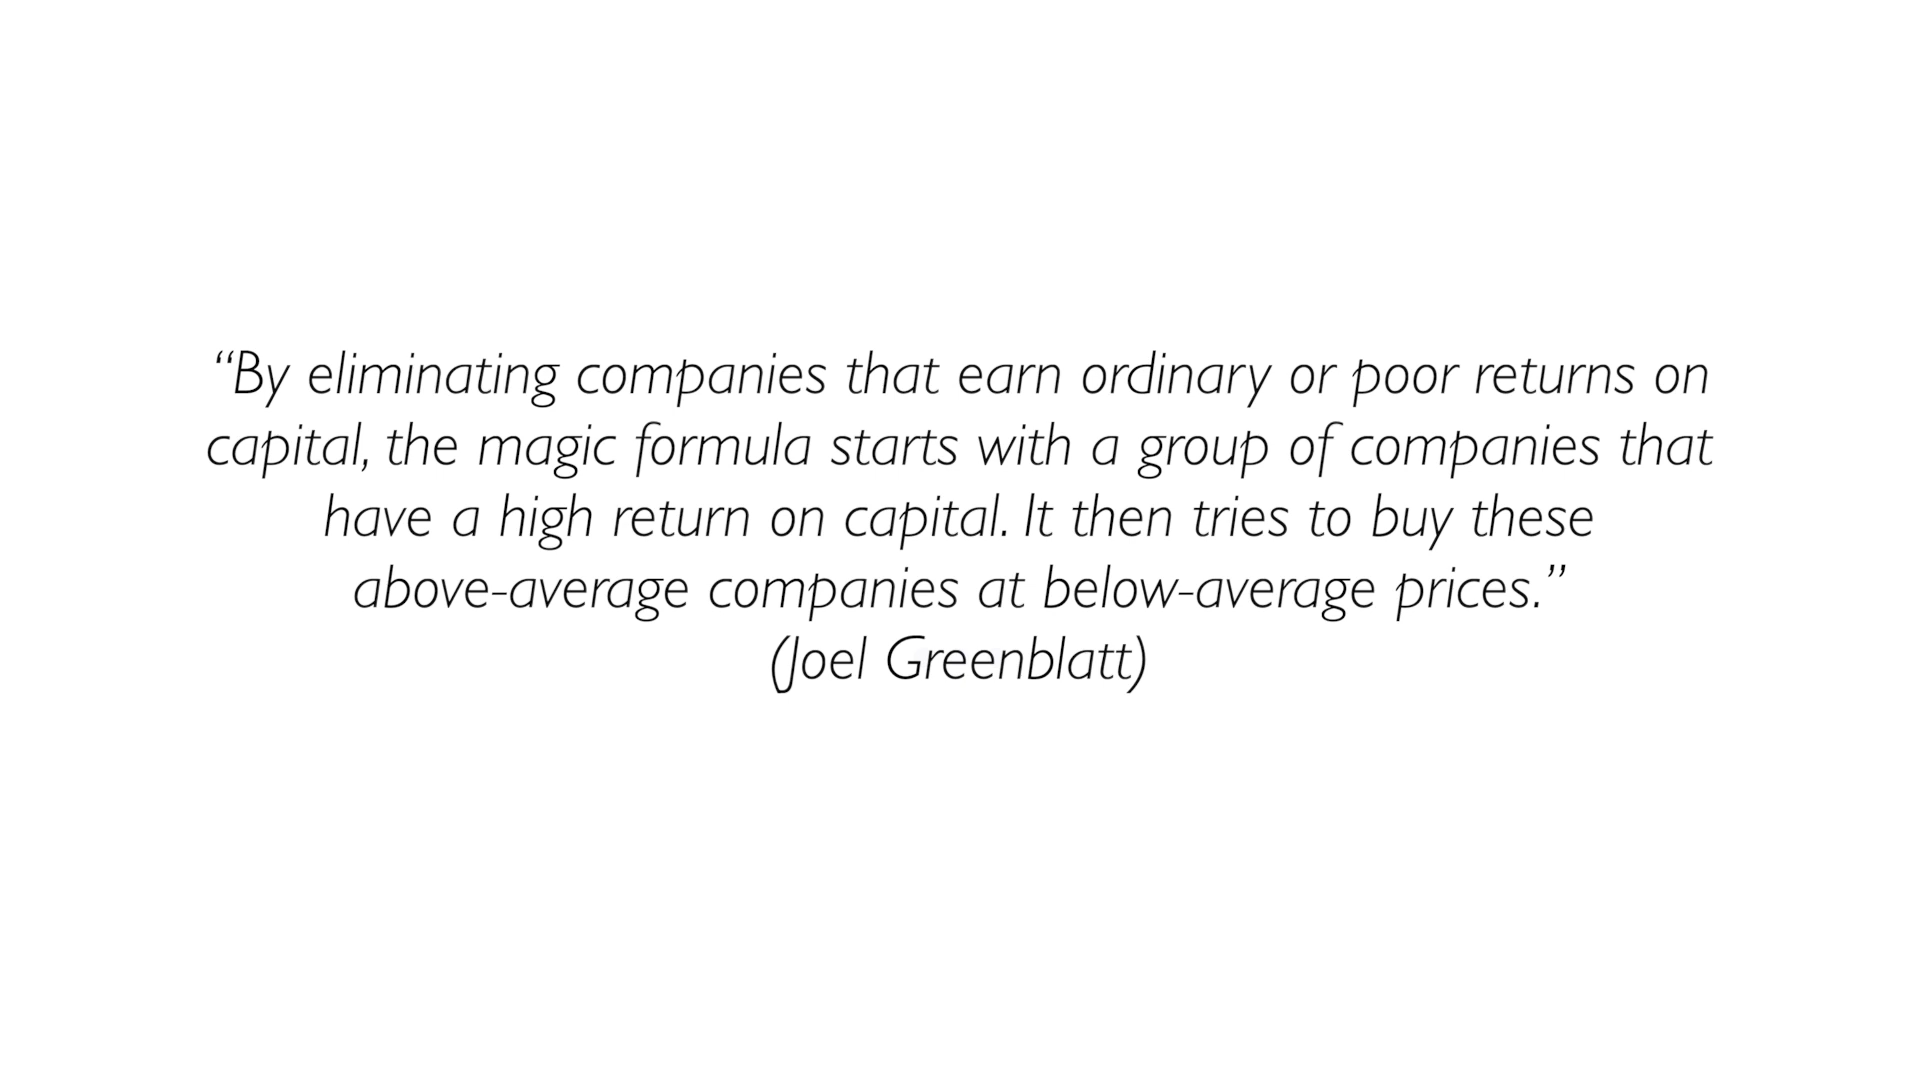 “By eliminating companies that earn ordinary or poor returns on
capital, the magic formula starts with a group of companies that
have a high return on capital. It then tries to buy these
above-average companies at below-average prices.”
(Joel Greenblatt)